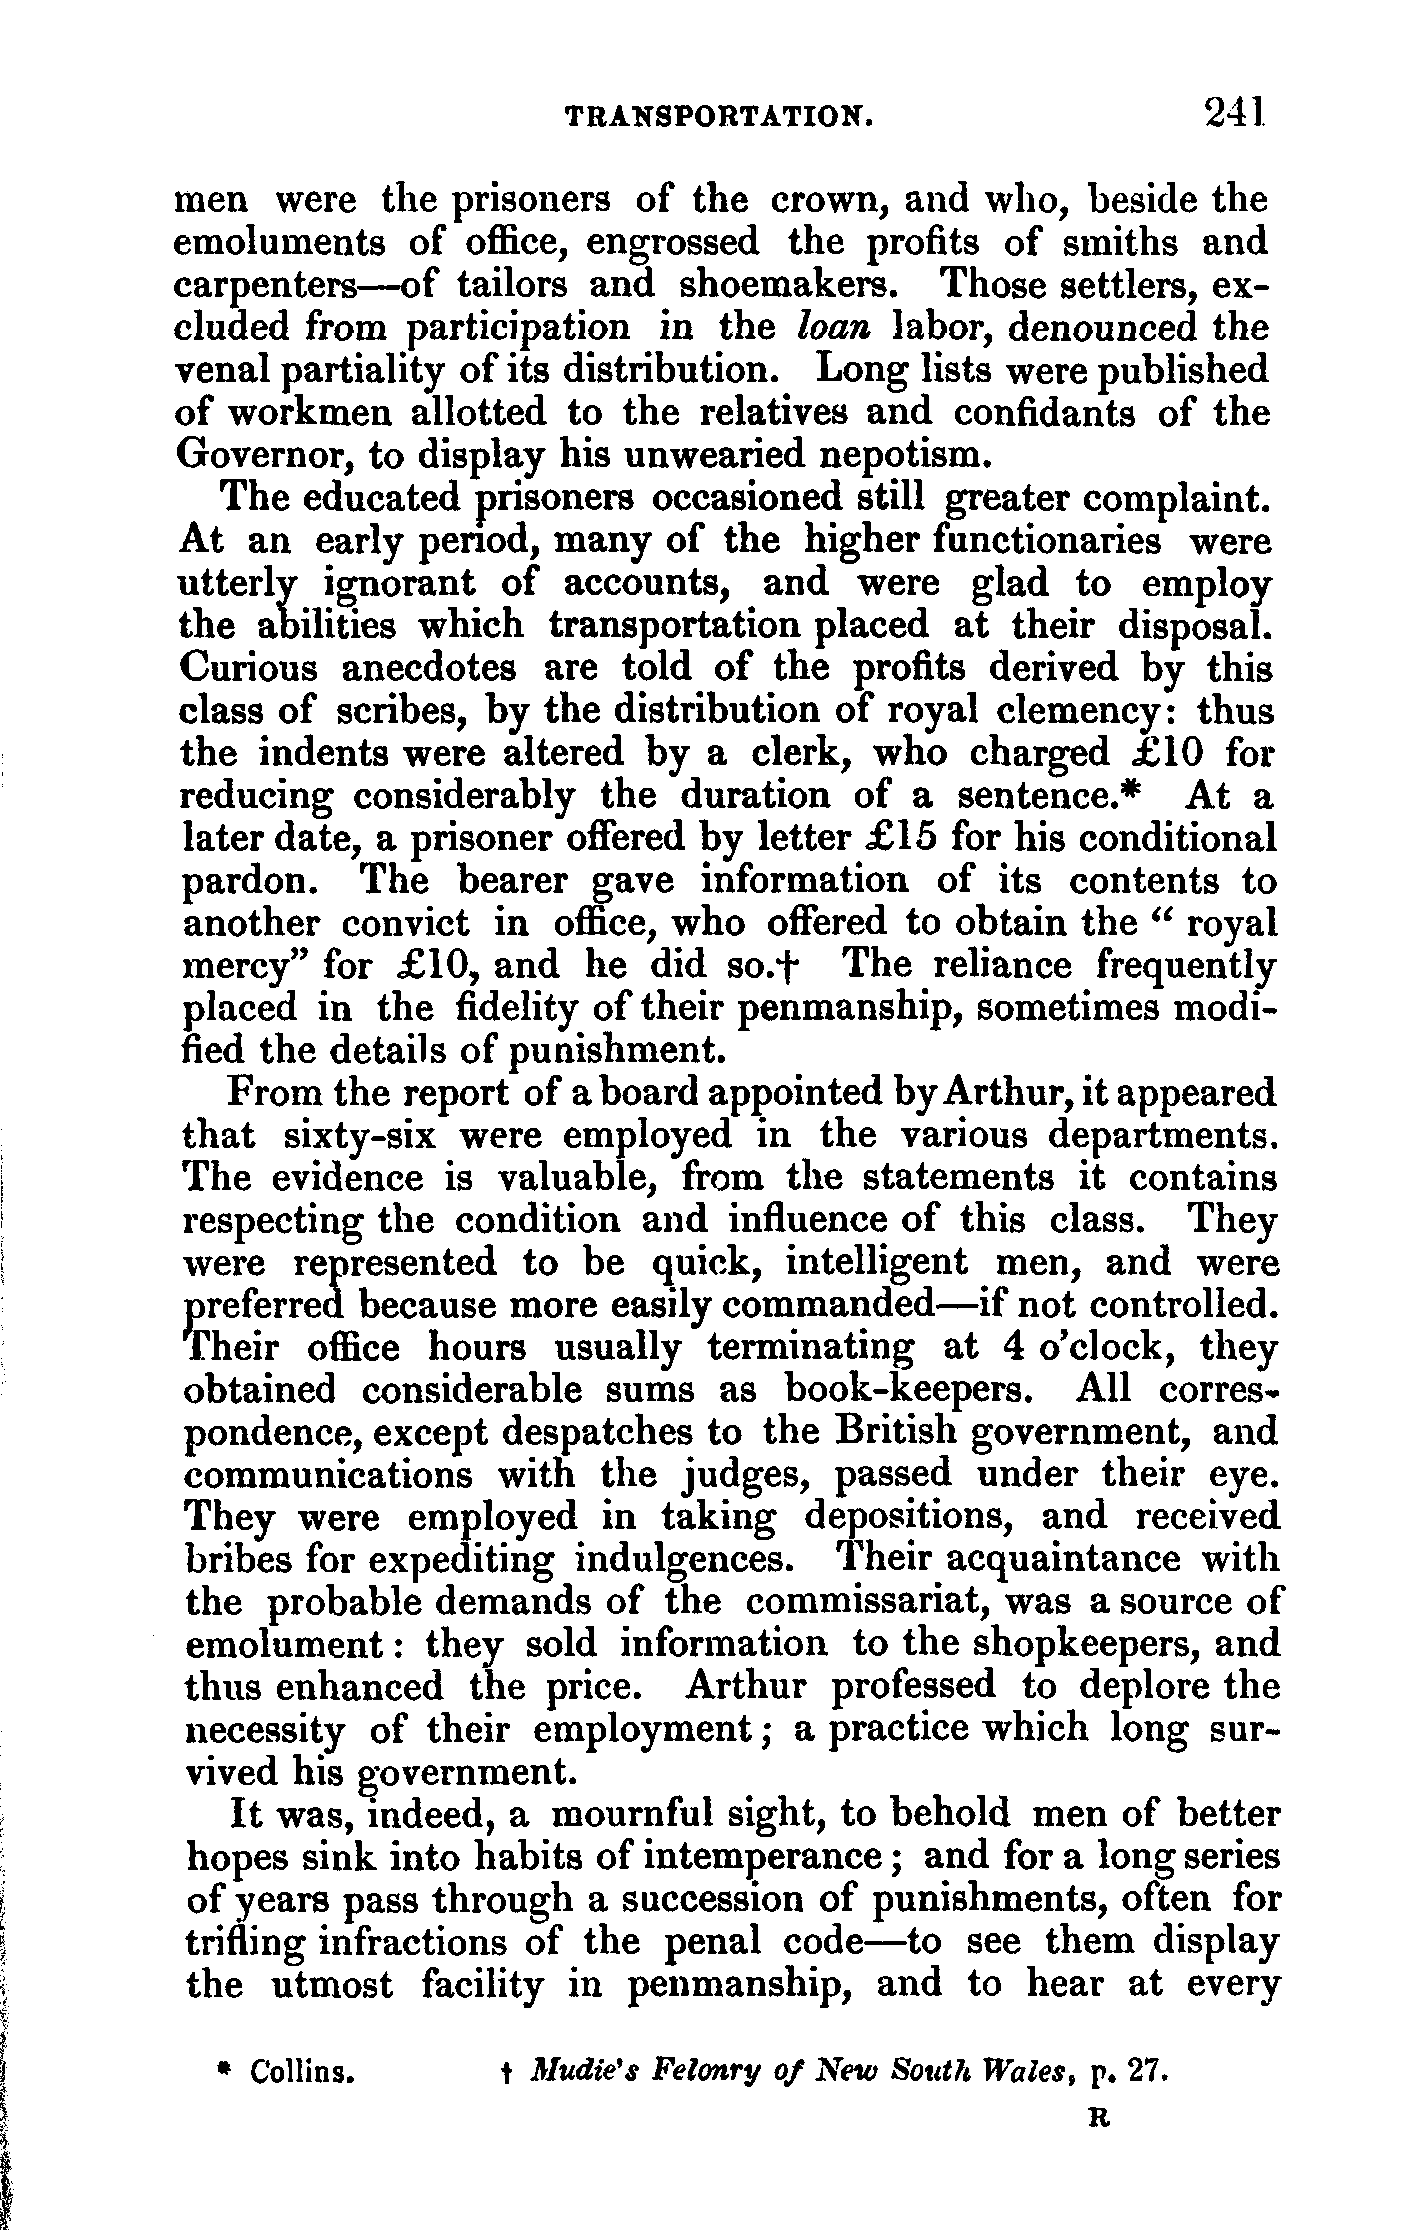 TRANSPORTATION. 241
men were the prisoners of the crown, and who, beside the
emoluments of office, engrossed the profits of smiths and
carpenters—of tailors and shoemakers. Those settlers, ex-
cluded from participation in the loan labor, denounced the
venal partiality of its distribution. Long lists were published
of workmen allotted to the relatives and confidants of the
Governor, to display his unwearied nepotism.
The educated prisoners occasioned still greater complaint.
At an early period, many of the higher functionaries were
utterly ignorant of accounts, and were glad to employ
the abilities which transportation placed at their disposal.
Curious anecdotes are told of the profits derived by this
class of scribes, by the distribution of royal clemency: thus
the indents were altered by a clerk, who charged £10 for
reducing considerably the duration of a sentence.* At a
later date, a prisoner offered by letter £15 for his conditional
pardon. The bearer gave information of its contents to
another convict in office, who offered to obtain the “ royal
mercy” for £10, and he did so.† The reliance frequently
placed in the fidelity of their penmanship, sometimes modi-
fied the details of punishment.
From the report of a board appointed by Arthur, it appeared
that sixty-six were employed in the various departments.
The evidence is valuable, from the statements it contains
respecting the condition and influence of this class. They
were represented to be quick, intelligent men, and were
preferred because more easily commanded—if not controlled.
Their office hours usually terminating at 4 o’clock, they
obtained considerable sums as book-keepers. All corres-
pondence, except despatches to the British government, and
communications with the judges, passed under their eye.
They were employed in taking depositions, and received
bribes for expediting indulgences. Their acquaintance with
the probable demands of the commissariat, was a source of
emolument : they sold information to the shopkeepers, and
thus enhanced the price. Arthur professed to deplore the
necessity of their employment ; a practice which long sur-
vived his government.
It was, indeed, a mournful sight, to behold men of better
hopes sink into habits of intemperance ; and for a long series
of years pass through a succession of punishments, often for
trifling infractions of the penal code—to see them display
the utmost facility in penmanship, and to hear at every
* Collins. † Mudie’s Felonry of New South Wales, p. 27.
R